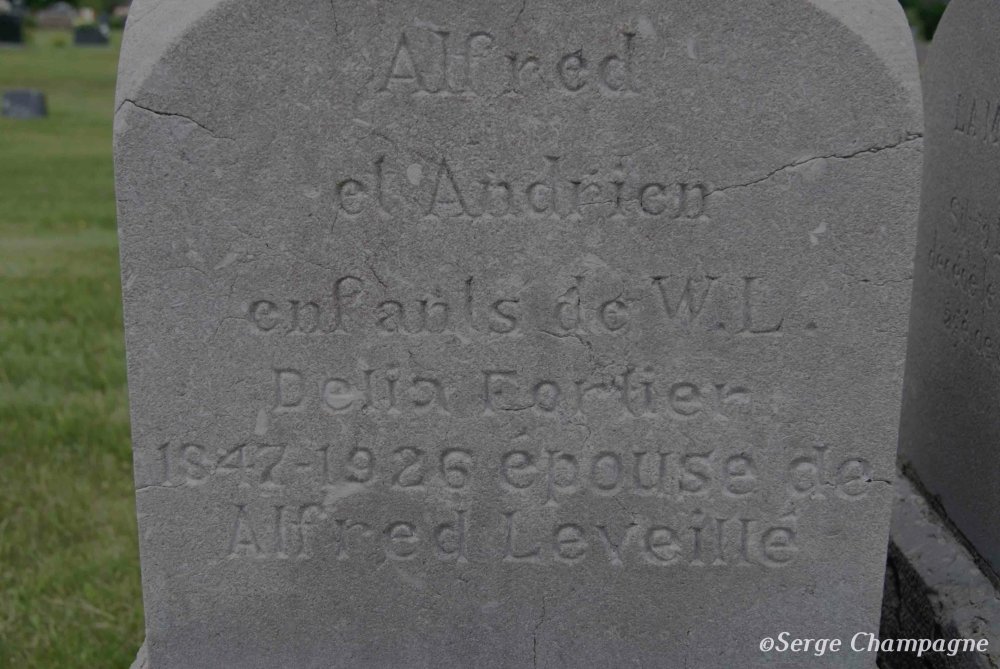 Alfred
et Andrien
enfants de W.L.
Delia Fortier
1847-1926 épouse de
Alfred Leveillé
©Serge Champagne